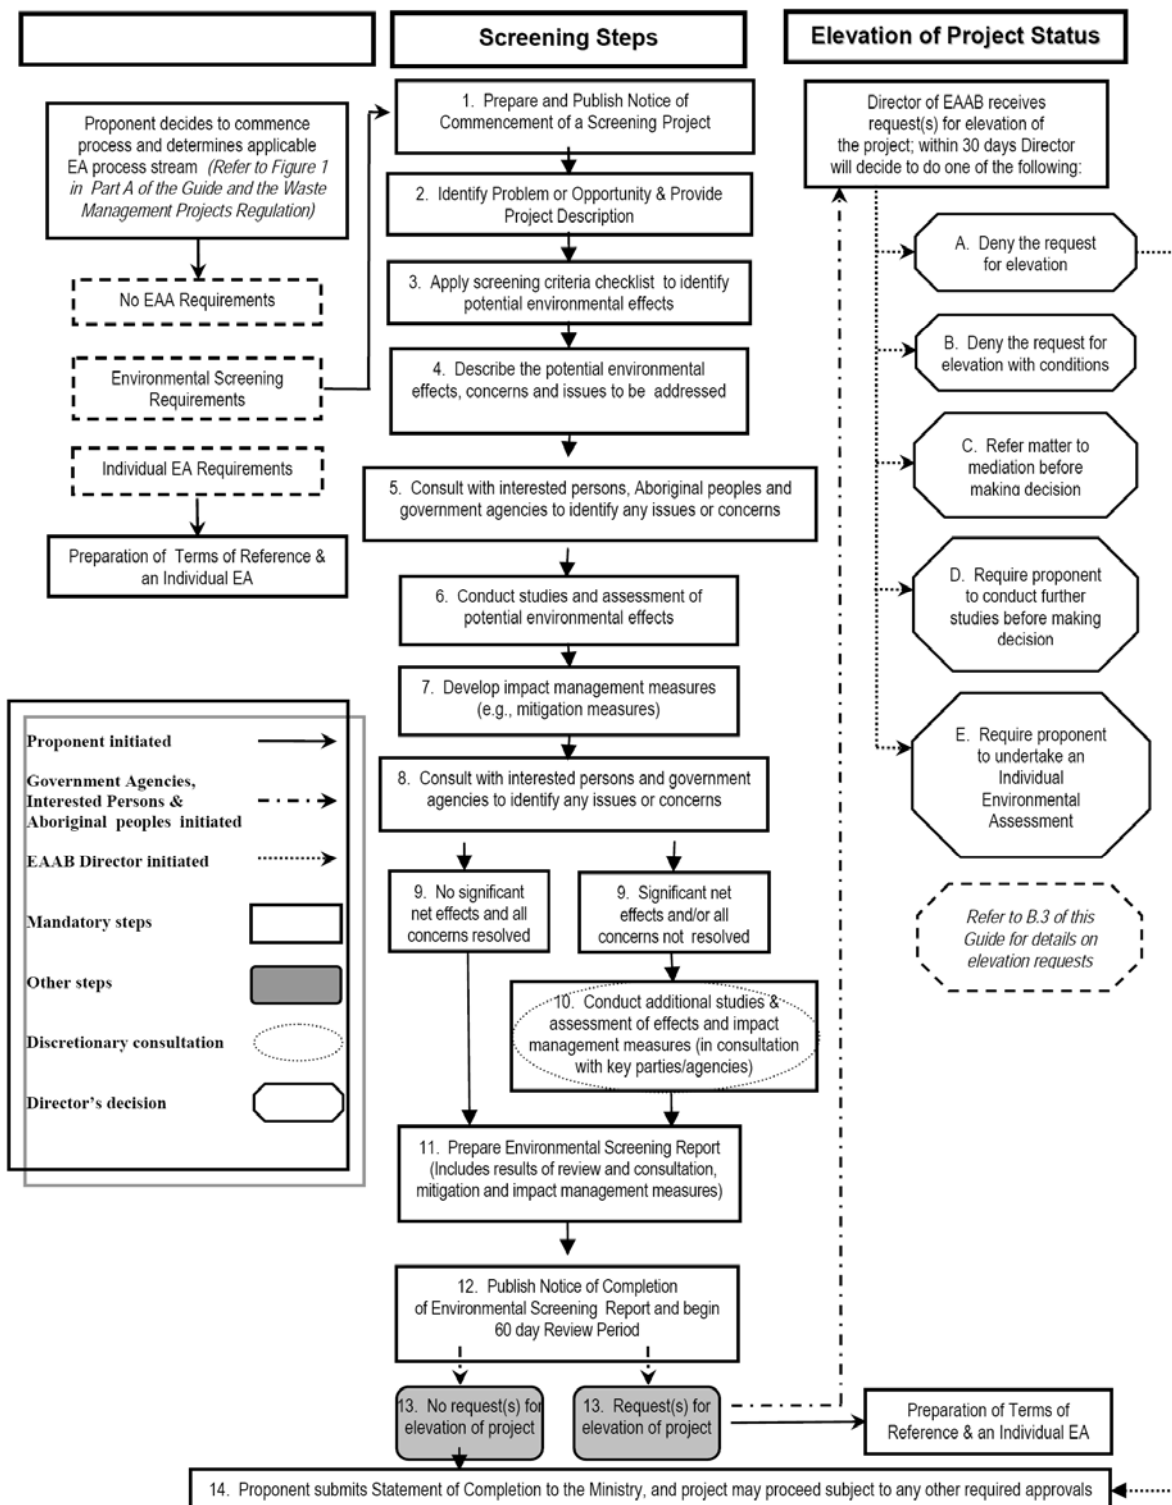 Screening Steps
Elevation of Project Status
Proponent decides to commence
process and determines applicable
EA process stream (Refer to Figure 1
in Part A of the Guide and the Waste
Management Projects Regulation)
No EAA Requirements
Environmental Screening
Requirements
Individual EA Requirements
Preparation of Terms of Reference &
an Individual EA
1. Prepare and Publish Notice of
Commencement of a Screening Project
2. Identify Problem or Opportunity & Provide
Project Description
3. Apply screening criteria checklist to identify
potential environmental effects
4. Describe the potential environmental
effects, concerns and issues to be addressed
5. Consult with interested persons, Aboriginal peoples and
government agencies to identify any issues or concerns
6. Conduct studies and assessment of
potential environmental effects
7. Develop impact management measures
(e.g., mitigation measures)
8. Consult with interested persons and government
agencies to identify any issues or concerns
9. No significant
net effects and all
concerns resolved
9. Significant net
effects and/or all
concerns not resolved
10. Conduct additional studies &
assessment of effects and impact
management measures (in consultation
with key parties/agencies)
11. Prepare Environmental Screening Report
(Includes results of review and consultation,
mitigation and impact management measures)
12. Publish Notice of Completion
of Environmental Screening Report and begin
60 day Review Period
13. No request(s) for
elevation of project
13. Request(s) for
elevation of project
Preparation of Terms of
Reference & an Individual EA
14. Proponent submits Statement of Completion to the Ministry, and project may proceed subject to any other required approvals
Director of EAAB receives
request(s) for elevation of
the project; within 30 days Director
will decide to do one of the following:
A. Deny the request
for elevation
B. Deny the request for
elevation with conditions
C. Refer matter to
mediation before
making decision
D. Require proponent
to conduct further
studies before making
decision
E. Require proponent
to undertake an
Individual
Environmental
Assessment
Refer to B.3 of this
Guide for details on
elevation requests
Proponent initiated
Government Agencies,
Interested Persons &
Aboriginal peoples initiated
EAAB Director initiated
Mandatory steps
Other steps
Discretionary consultation
Director's decision